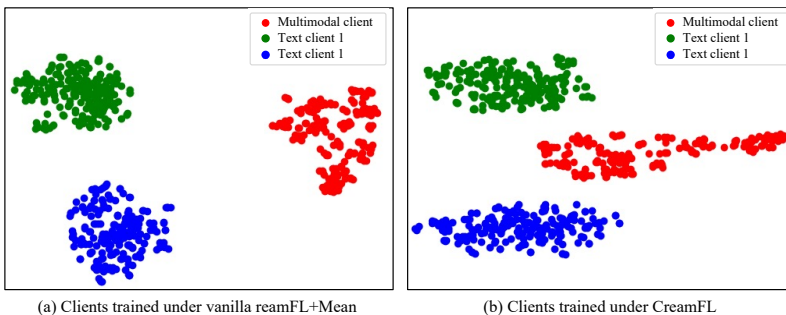 Multimodal client
Text client 1
Text client 1
Multimodal client
Text client 1
Text client 1
(a) Clients trained under vanilla reamFL+Mean
(b) Clients trained under CreamFL